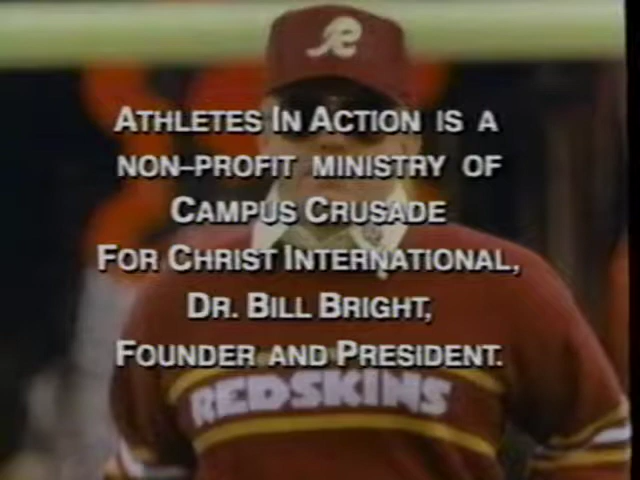 R
ATHLETES IN ACTION IS A
NON-PROFIT MINISTRY OF
CAMPUS CRUSADE
FOR CHRIST INTERNATIONAL,
DR. BILL BRIGHT,
FOUNDER AND PRESIDENT.
REDSKINS